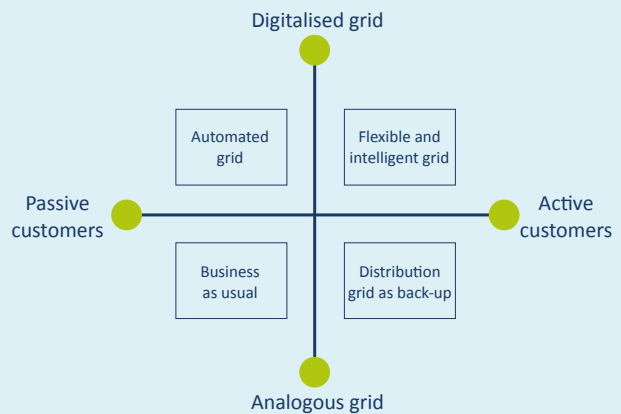 Digitalised grid
Automated
grid
Flexible and
intelligent grid
Passive
customers
Active
customers
Business
as usual
Distribution
grid as back-up
Analogous grid